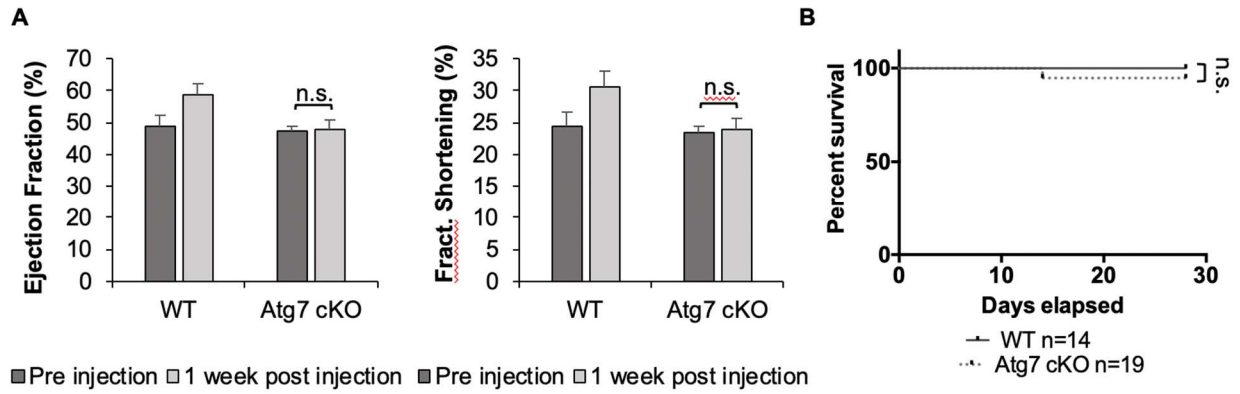 A
Ejection Fraction (%)
70
60
50
40
30
20
10
0
n.s.
WT
Atg7 cKO
Fract. Shortening (%)
35
30
25
20
15
10
5
0
n.s.
WT
Atg7 cKO
Pre injection 1 week post injection
Pre injection 1 week post injection
B
Percent survival
100
50
0
n.s.
0 10 20 30
Days elapsed
WT n=14
Atg7 cKO n=19